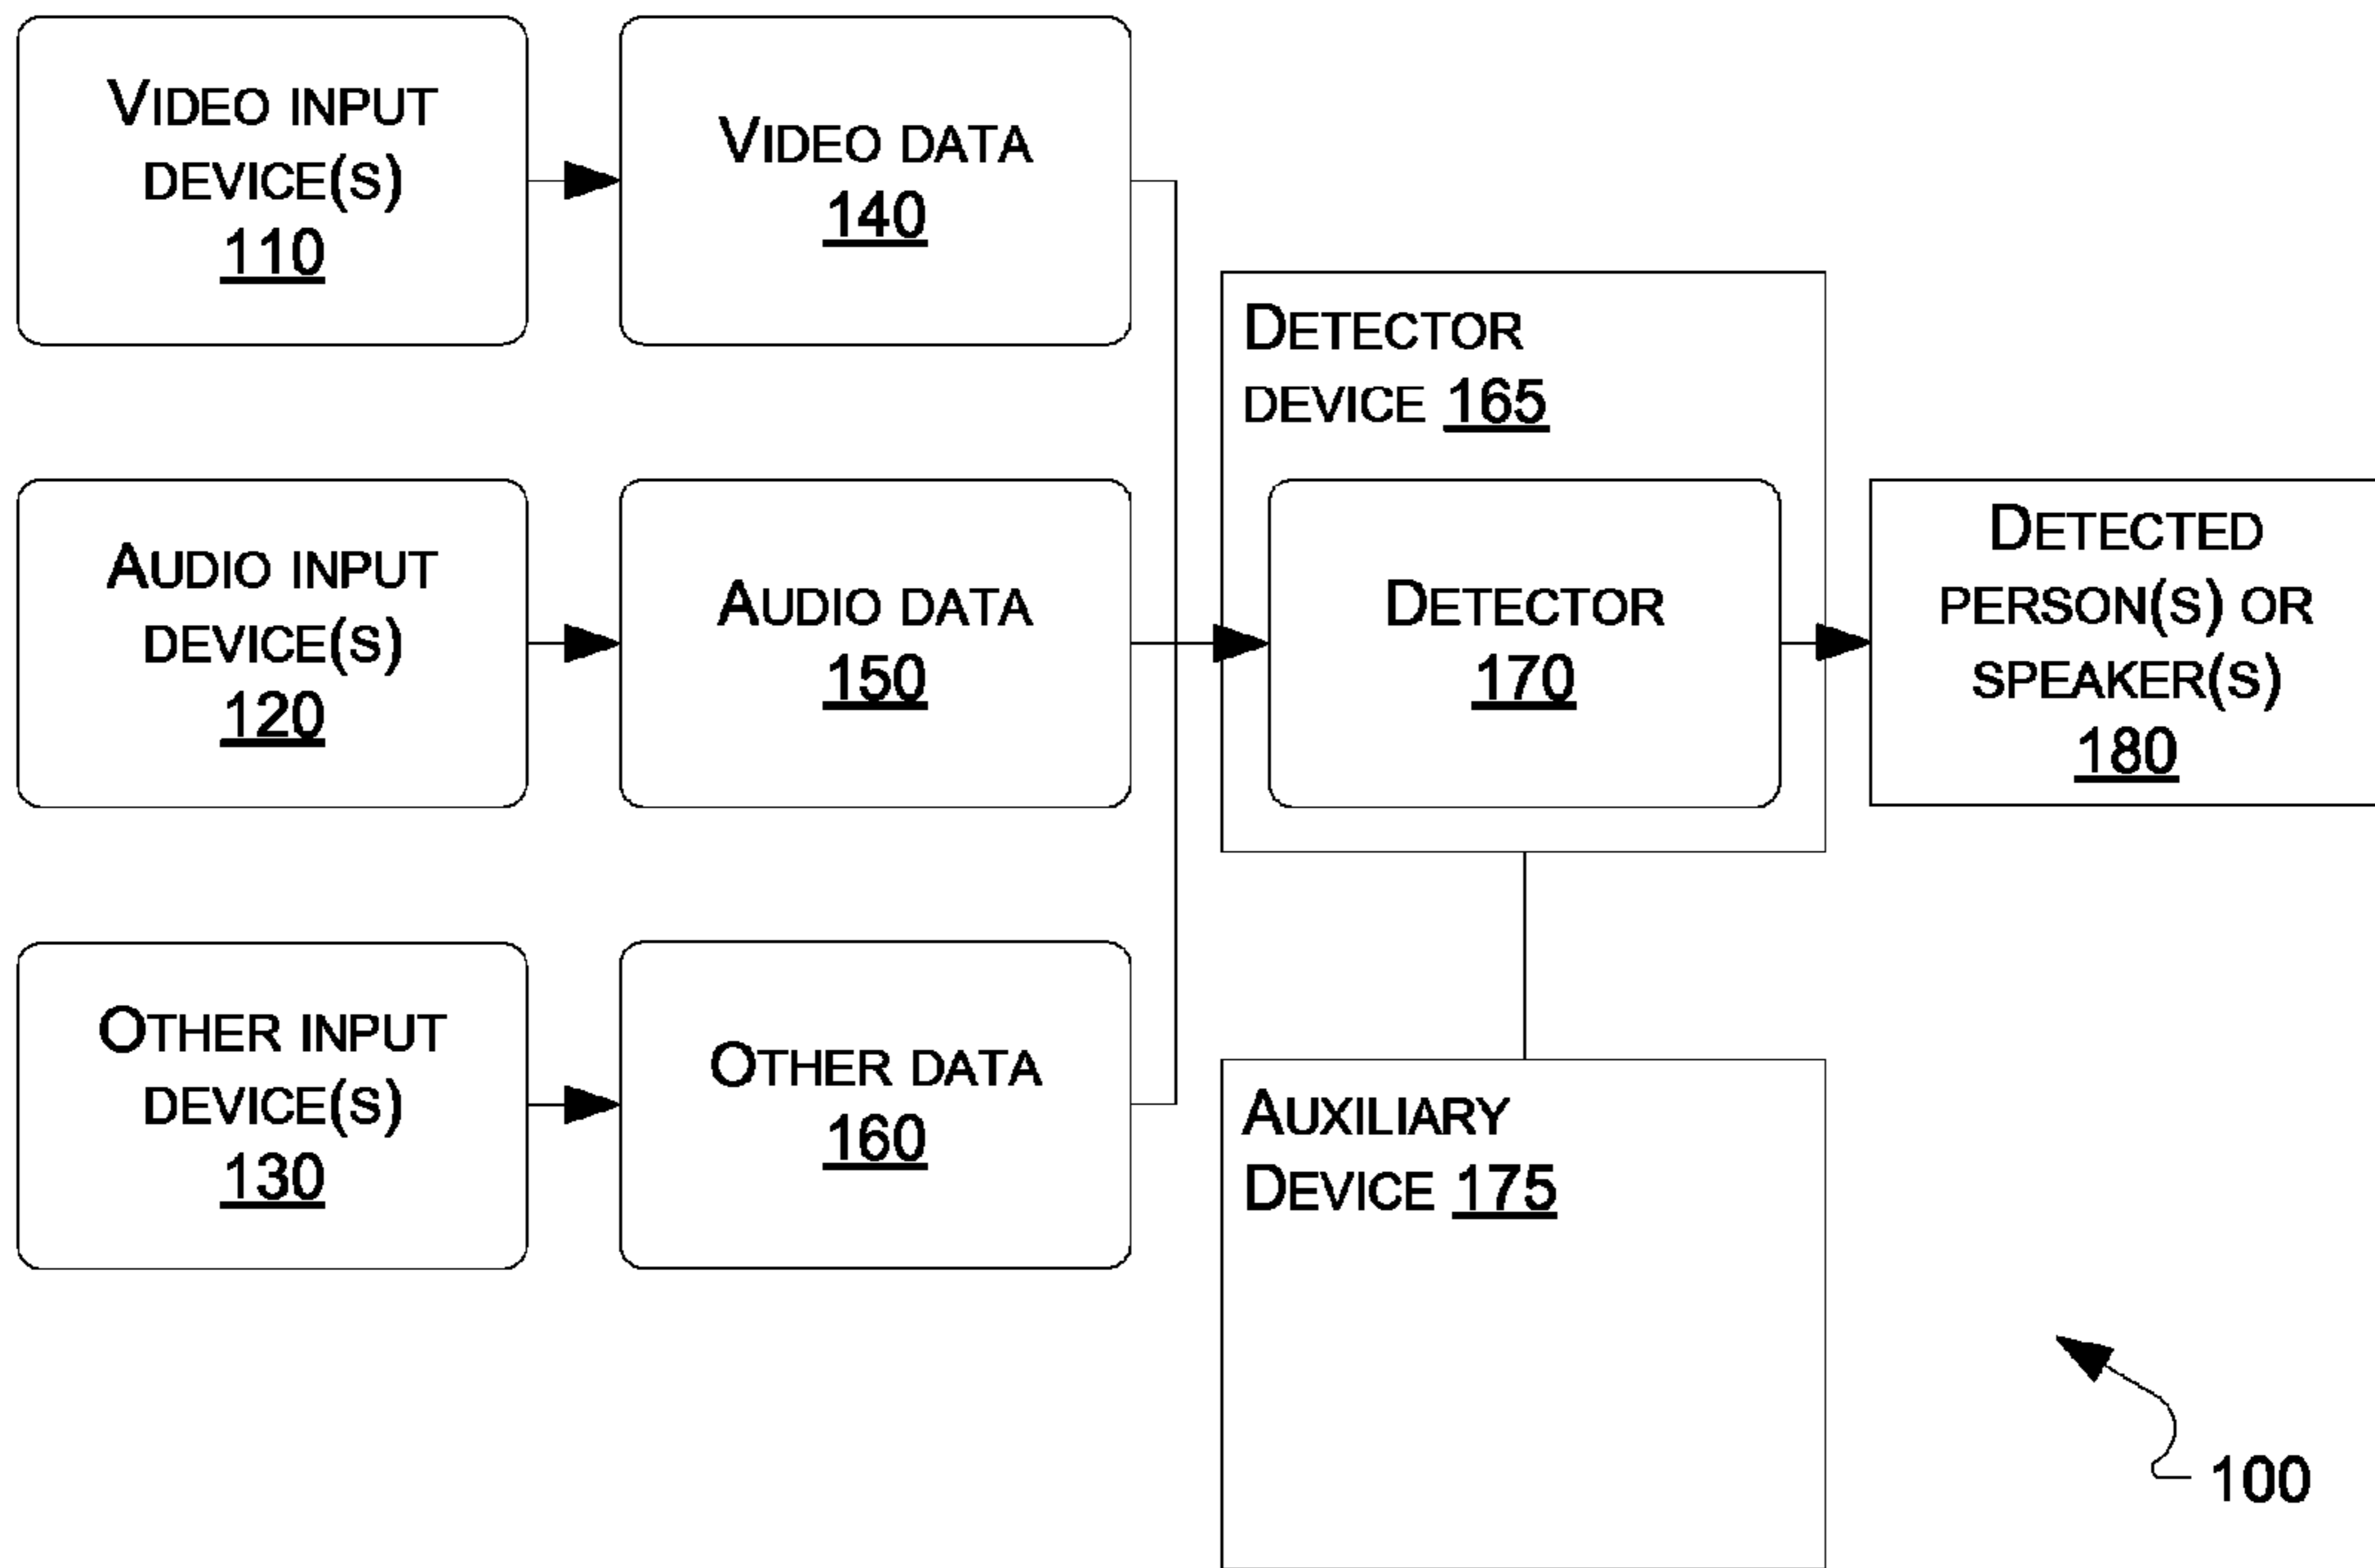 VIDEO INPUT
DEVICE(S)
110
VIDEO DATA
140
DETECTOR
DEVICE 165
AUDIO INPUT
DEVICE(S)
120
AUDIO DATA
150
DETECTOR
170
DETECTED
PERSON(S) OR
SPEAKER(S)
180
OTHER INPUT
DEVICE(S)
130
OTHER DATA
160
AUXILIARY
DEVICE 175
100